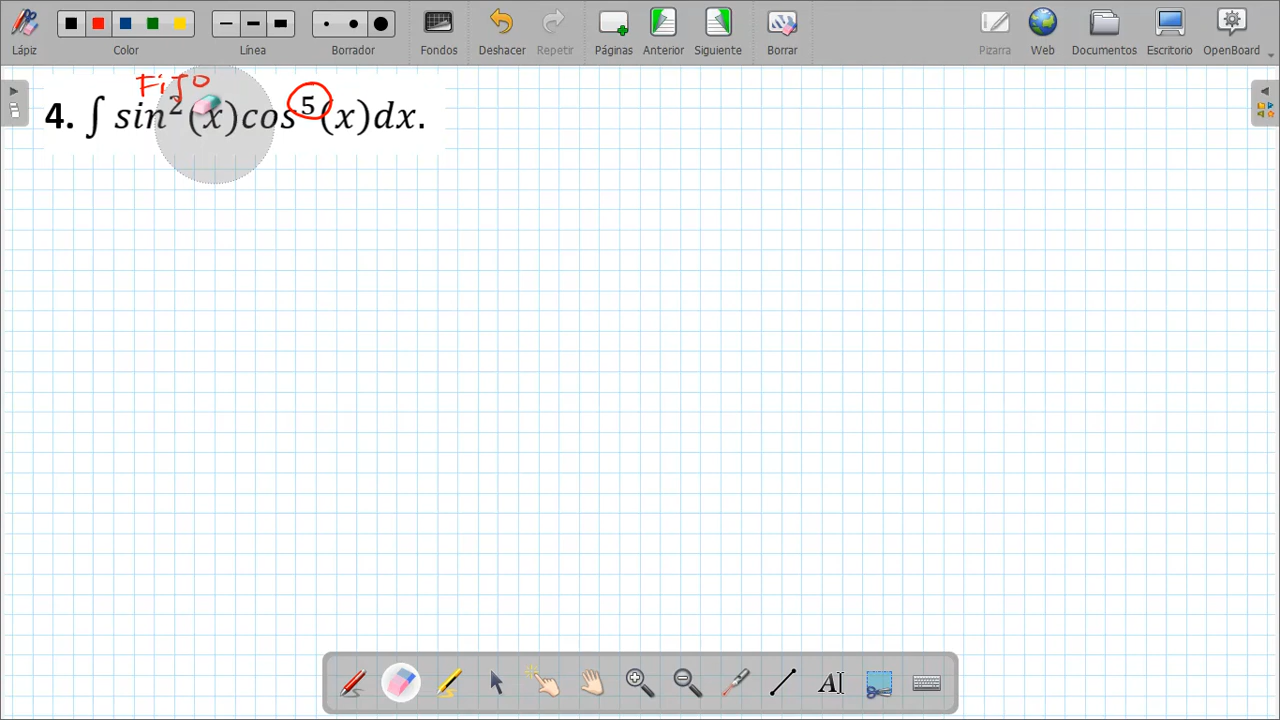 Lápiz Color Línea Borrador Fondos Deshacer Repetir Páginas Anterior Siguiente Borrar Pizarra Web Documentos Escritorio OpenBoard
Fijo
4. ∫ sin²(x)cos⁵(x)dx.
A